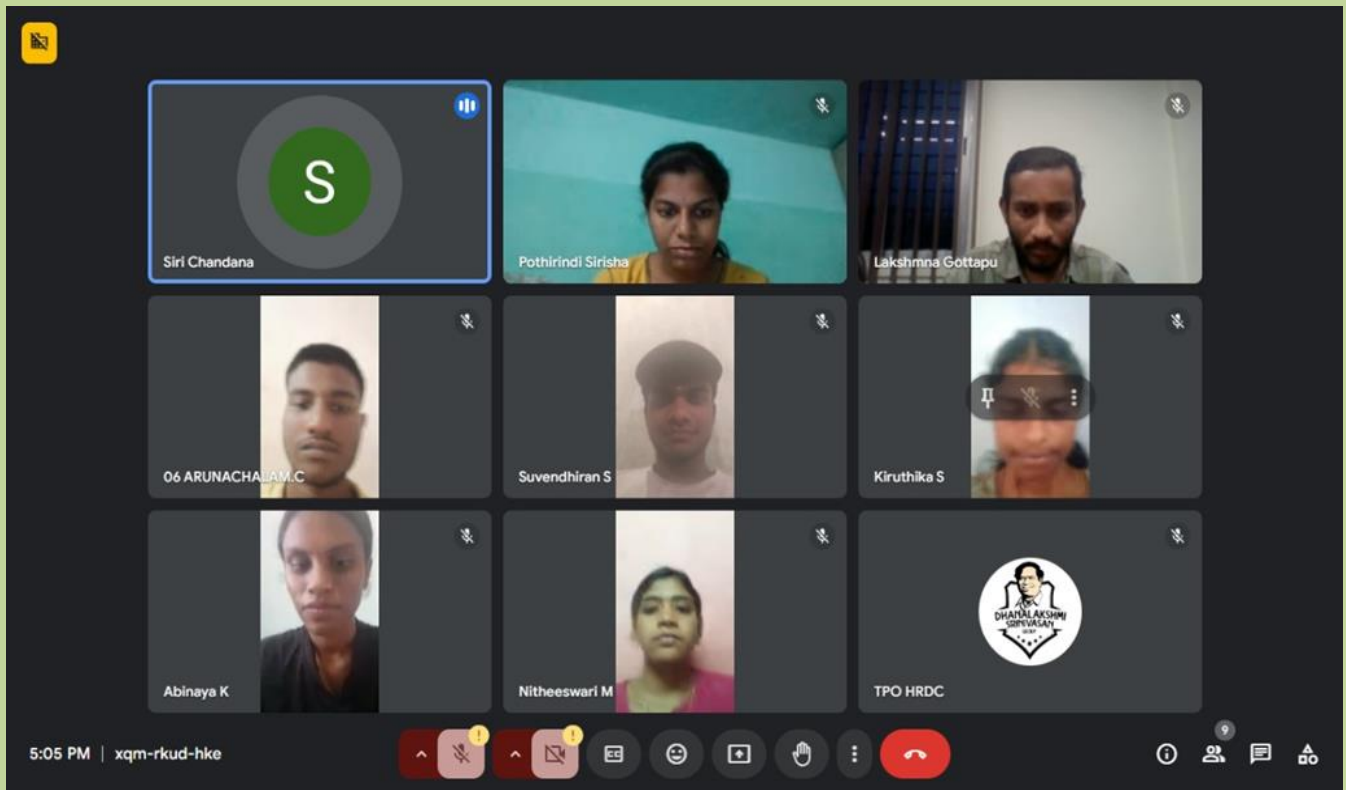 S
Siri Chandana
Pothirindi Sirisha
Lakshmna Gottapu
06 ARUNACHALAM.C
Suvendhiran S
Kiruthika S
Abinaya K
Nitheeswari M
DHANALAKSHMI
SRINIVASAN
TPO HRDC
9
5:05 PM | xqm-rkud-hke
CC